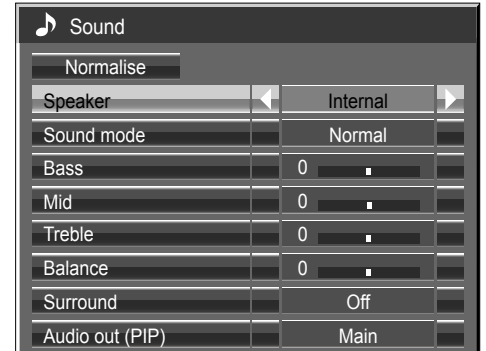 Sound
Normalise
Speaker Internal
Sound mode Normal
Bass 0
Mid 0
Treble 0
Balance 0
Surround Off
Audio out (PIP) Main